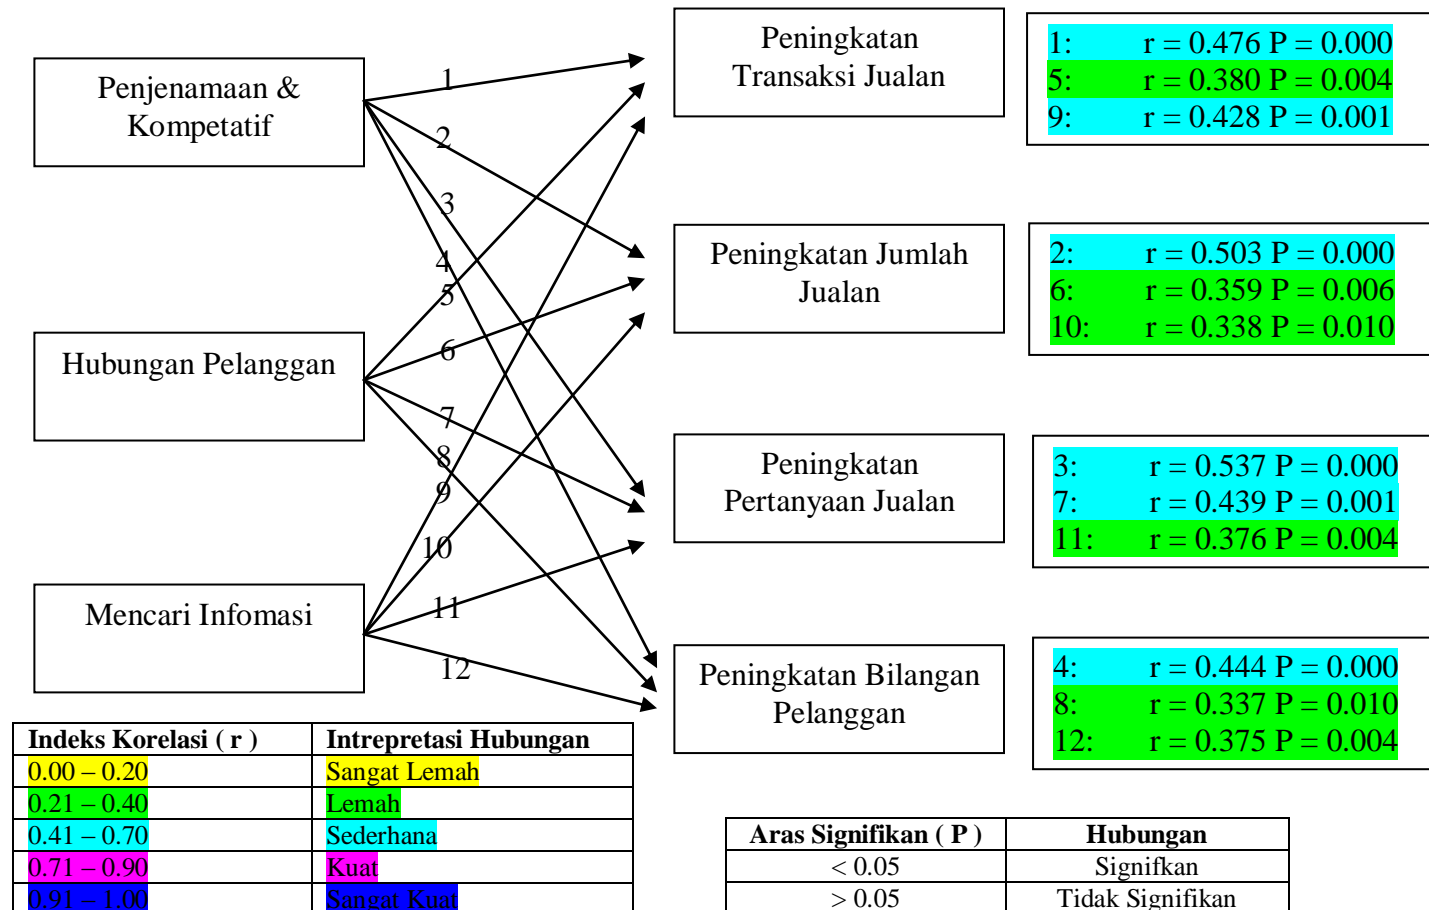 Penjenamaan &
Kompetatif
Hubungan Pelanggan
Mencari Infomasi
1
2
3
4
5
6
7
8
9
10
11
12
Peningkatan
Transaksi Jualan
Peningkatan Jumlah
Jualan
Peningkatan
Pertanyaan Jualan
Peningkatan Bilangan
Pelanggan
1: r = 0.476 P = 0.000
5: r = 0.380 P = 0.004
9: r = 0.428 P = 0.001
2: r = 0.503 P = 0.000
6: r = 0.359 P = 0.006
10: r = 0.338 P = 0.010
3: r = 0.537 P = 0.000
7: r = 0.439 P = 0.001
11: r = 0.376 P = 0.004
4: r = 0.444 P = 0.000
8: r = 0.337 P = 0.010
12: r = 0.375 P = 0.004
Indeks Korelasi ( r ) Intrepretasi Hubungan
0.00 – 0.20 Sangat Lemah
0.21 – 0.40 Lemah
0.41 – 0.70 Sederhana
0.71 – 0.90 Kuat
0.91 – 1.00 Sangat Kuat
Aras Signifikan ( P ) Hubungan
< 0.05 Signifkan
> 0.05 Tidak Signifikan